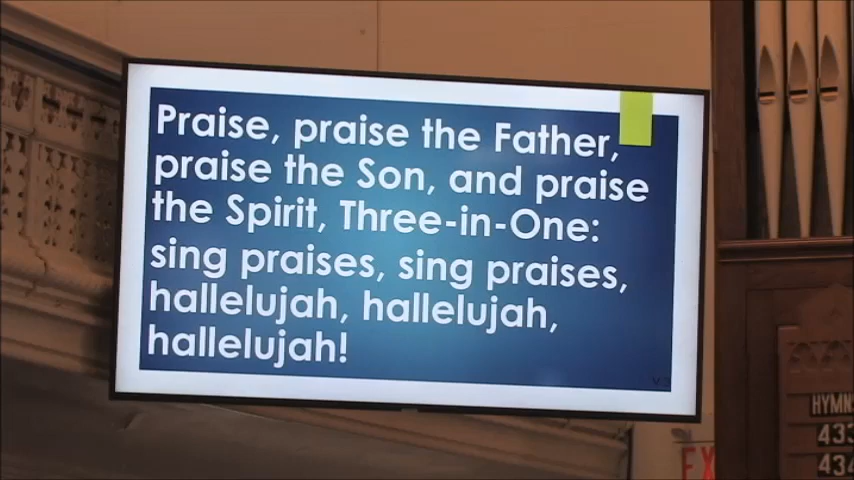 Praise, praise the Father,
praise the Son, and praise
the Spirit, Three-in-One:
sing praises, sing praises,
hallelujah, hallelujah,
hallelujah!
HYMN
433
434
EX